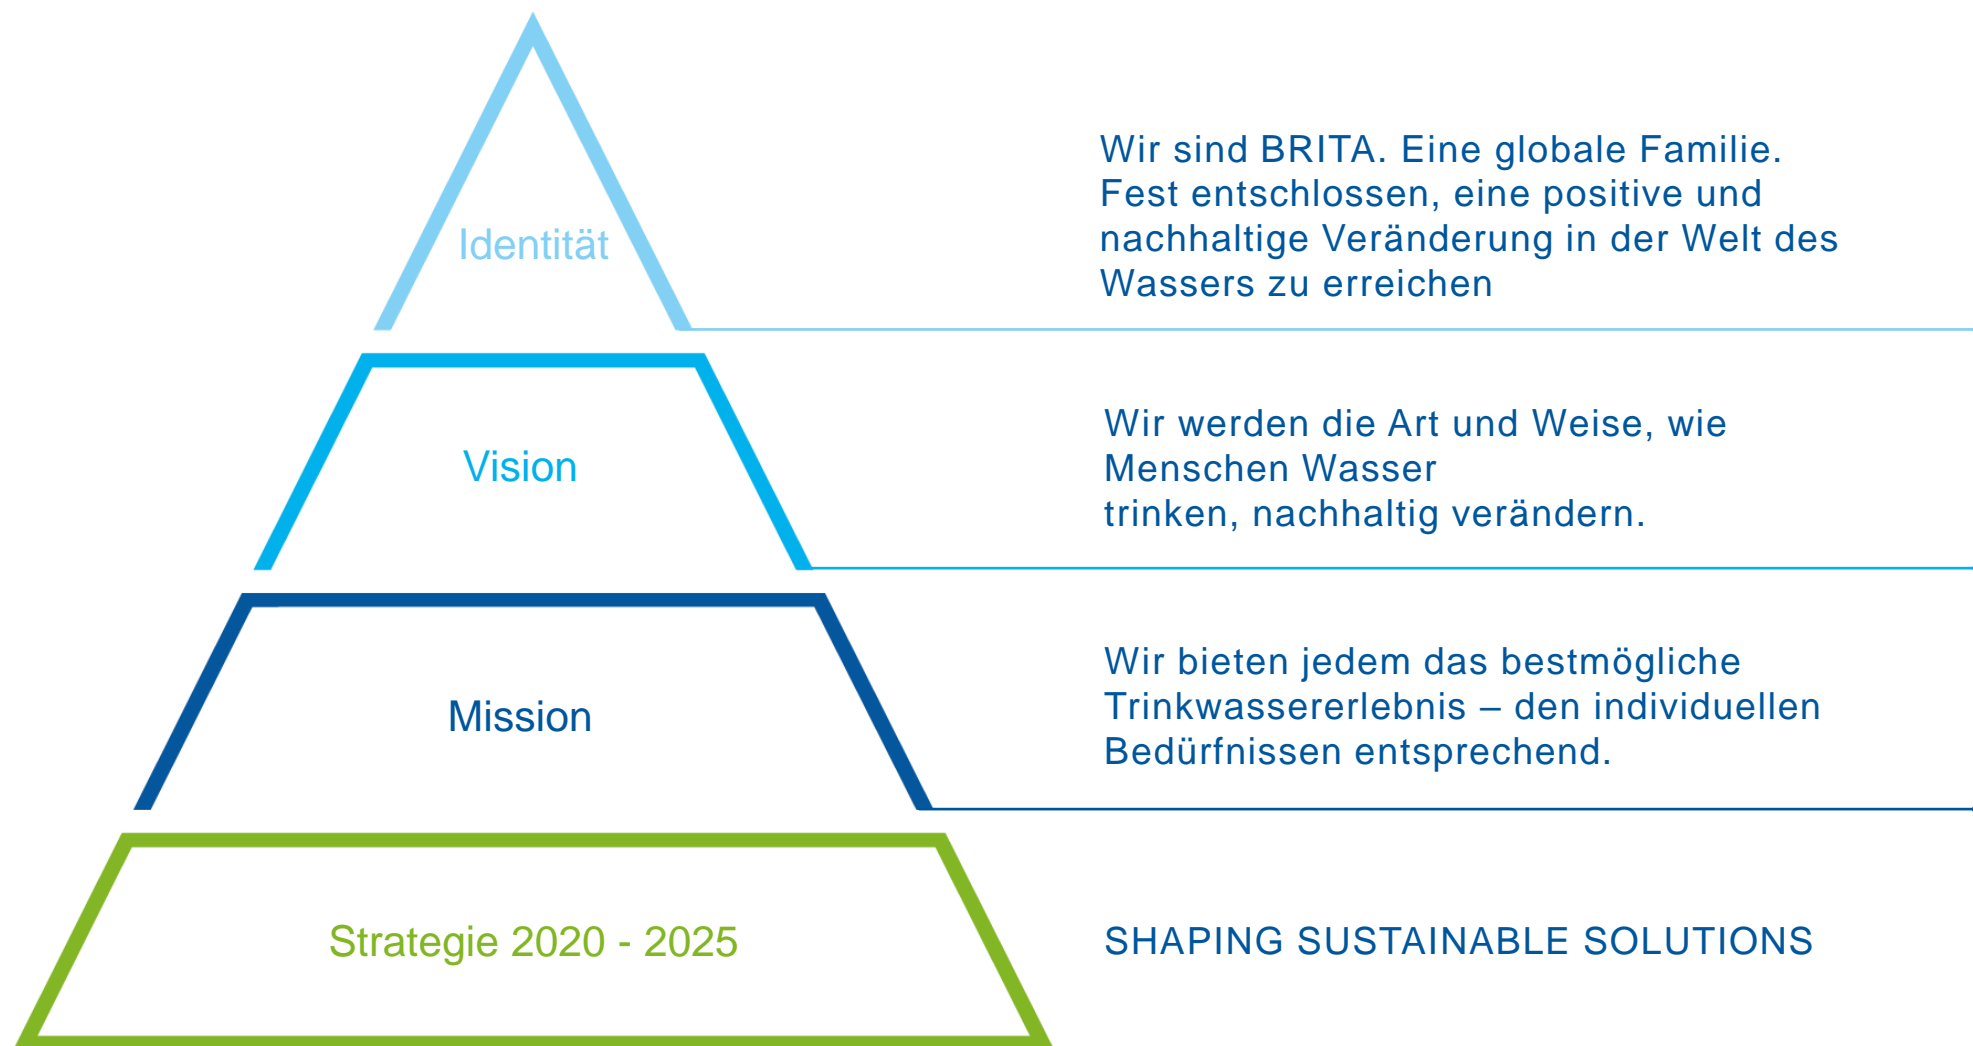 Identität
Wir sind BRITA. Eine globale Familie.
Fest entschlossen, eine positive und
nachhaltige Veränderung in der Welt des
Wassers zu erreichen
Vision
Wir werden die Art und Weise, wie
Menschen Wasser
trinken, nachhaltig verändern.
Mission
Wir bieten jedem das bestmögliche
Trinkwassererlebnis – den individuellen
Bedürfnissen entsprechend.
Strategie 2020 - 2025
SHAPING SUSTAINABLE SOLUTIONS